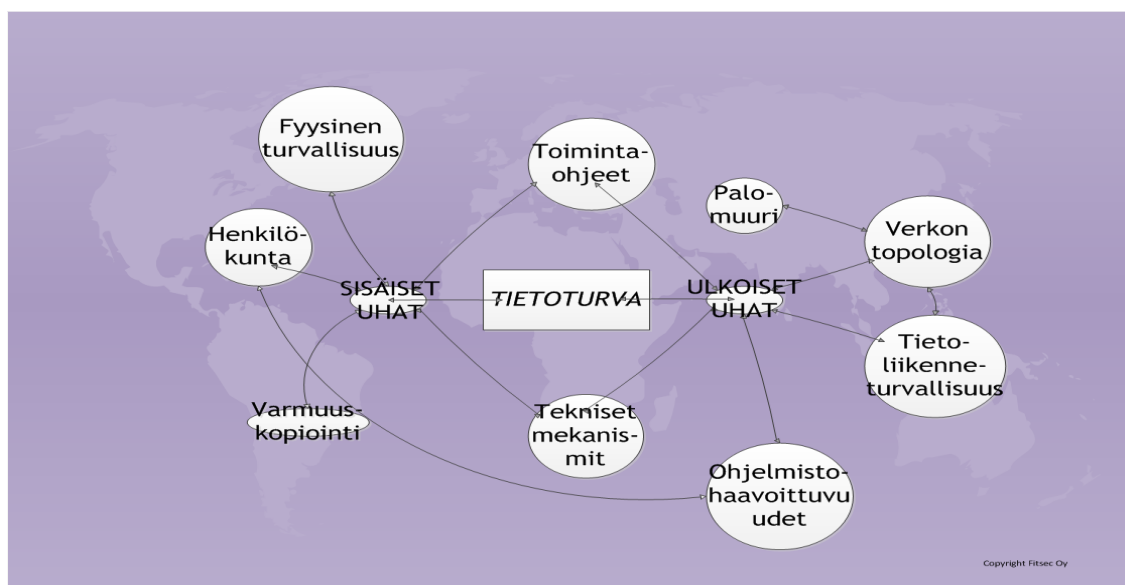 Fyysinen
turvallisuus
Toiminta-
ohjeet
Palo-
muuri
Verkon
topologia
Henkilö-
kunta
SISÄISET
UHAT
TIETOTURVA
ULKOISET
UHAT
Tieto-
liikenne-
turvallisuus
Varmuus-
kopiointi
Tekniset
mekanis-
mit
Ohjelmisto-
haavoittuvu
udet
Copyright Fitsec Oy